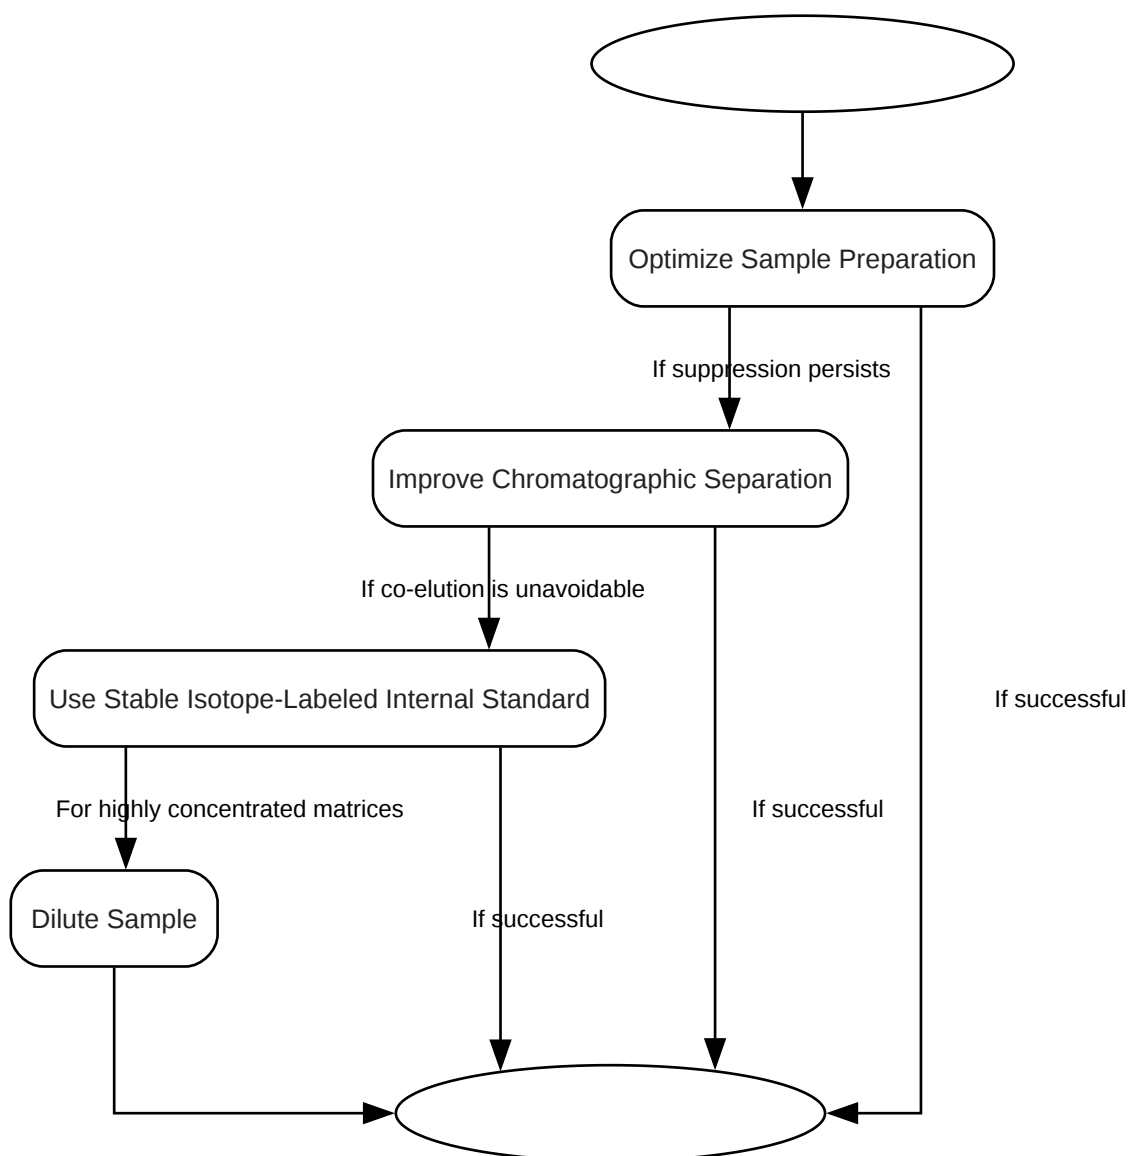 Optimize Sample Preparation
If suppression persists
Improve Chromatographic Separation
If co-elution is unavoidable
Use Stable Isotope-Labeled Internal Standard
If successful
For highly concentrated matrices
If successful
Dilute Sample
If successful